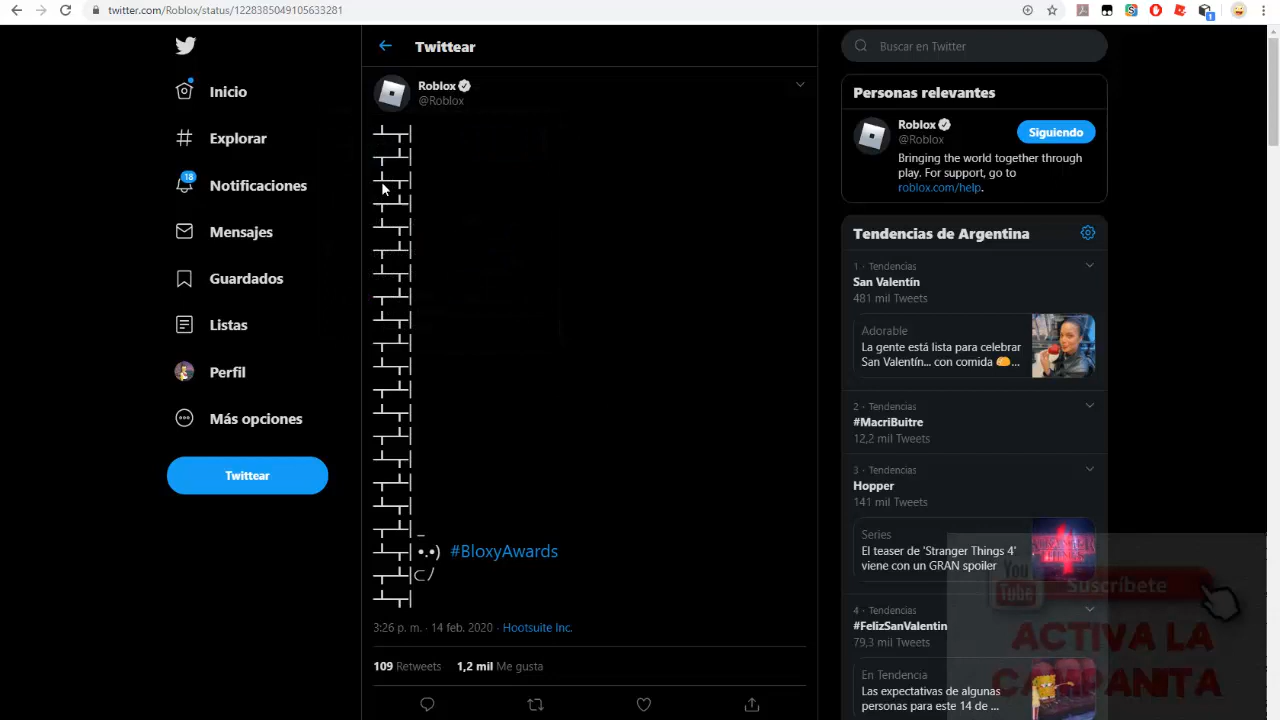 twitter.com/Roblox/status/1228385049105633281
Inicio
Explorar
18
Notificaciones
Mensajes
Guardados
Listas
Perfil
Más opciones
Twittear
Twittear
Roblox
@Roblox
┻┳|
┳┻|
┻┳|
┳┻|
┻┳|
┳┻|
┻┳|
┳┻|
┻┳|
┳┻|
┻┳|
┳┻|
┻┳|
┳┻|
┻┳|
┳┻|
┻┳|
┳┻| _
┻┳| •.•) #BloxyAwards
┳┻|⊂ﾉ
┻┳|
3:26 p. m. · 14 feb. 2020 · Hootsuite Inc.
109 Retweets 1,2 mil Me gusta
Buscar en Twitter
Personas relevantes
Roblox
@Roblox
Siguiendo
Bringing the world together through
play. For support, go to
roblox.com/help.
Tendencias de Argentina
1 · Tendencias
San Valentín
481 mil Tweets
Adorable
La gente está lista para celebrar
San Valentín... con comida 🥮...
2 · Tendencias
#MacriBuitre
12,2 mil Tweets
3 · Tendencias
Hopper
141 mil Tweets
Series
El teaser de 'Stranger Things 4'
viene con un GRAN spoiler
4 · Tendencias
#FelizSanValentin
79,3 mil Tweets
En Tendencia
Las expectativas de algunas
personas para este 14 de ...
You
Tube
Suscríbete
ACTIVA LA
CAMPANITA
1